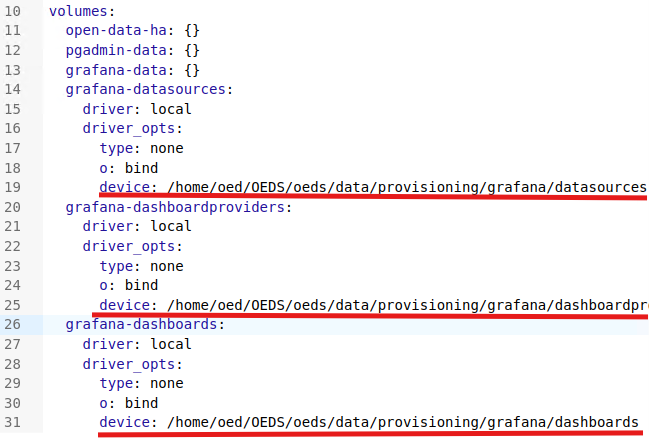 10 volumes:
11 open-data-ha: {}
12 pgadmin-data: {}
13 grafana-data: {}
14 grafana-datasources:
15 driver: local
16 driver_opts:
17 type: none
18 o: bind
19 device: /home/oed/OEDS/oeds/data/provisioning/grafana/datasources
20 grafana-dashboardproviders:
21 driver: local
22 driver_opts:
23 type: none
24 o: bind
25 device: /home/oed/OEDS/oeds/data/provisioning/grafana/dashboardpr
26 grafana-dashboards:
27 driver: local
28 driver_opts:
29 type: none
30 o: bind
31 device: /home/oed/OEDS/oeds/data/provisioning/grafana/dashboards